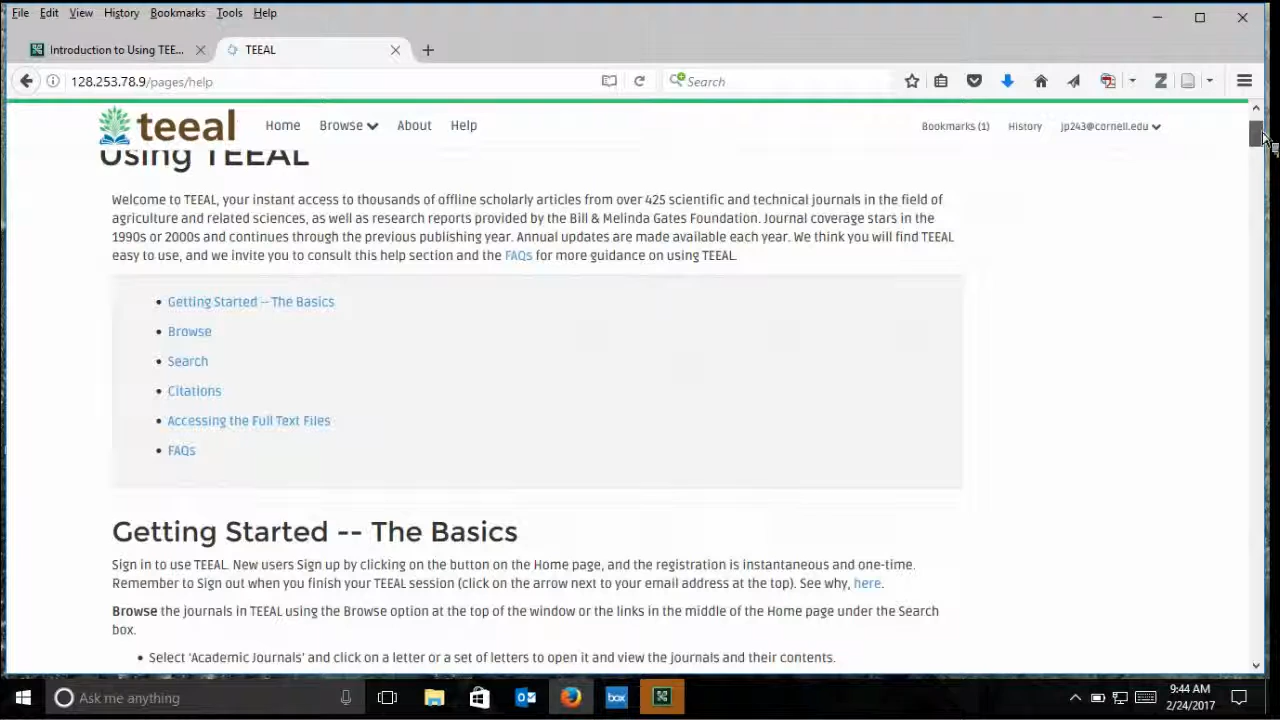 File Edit View History Bookmarks Tools Help
Introduction to Using TEE...
TEEAL
128.253.78.9/pages/help
Search
teeal
Home Browse About Help
Bookmarks (1) History jp243@cornell.edu
Using TEEAL
Welcome to TEEAL, your instant access to thousands of offline scholarly articles from over 425 scientific and technical journals in the field of
agriculture and related sciences, as well as research reports provided by the Bill & Melinda Gates Foundation. Journal coverage stars in the
1990s or 2000s and continues through the previous publishing year. Annual updates are made available each year. We think you will find TEEAL
easy to use, and we invite you to consult this help section and the FAQs for more guidance on using TEEAL.
• Getting Started -- The Basics
• Browse
• Search
• Citations
• Accessing the Full Text Files
• FAQs
Getting Started -- The Basics
Sign in to use TEEAL. New users Sign up by clicking on the button on the Home page, and the registration is instantaneous and one-time.
Remember to Sign out when you finish your TEEAL session (click on the arrow next to your email address at the top). See why, here.
Browse the journals in TEEAL using the Browse option at the top of the window or the links in the middle of the Home page under the Search
box.
• Select 'Academic Journals' and click on a letter or a set of letters to open it and view the journals and their contents.
Ask me anything
box
9:44 AM
2/24/2017